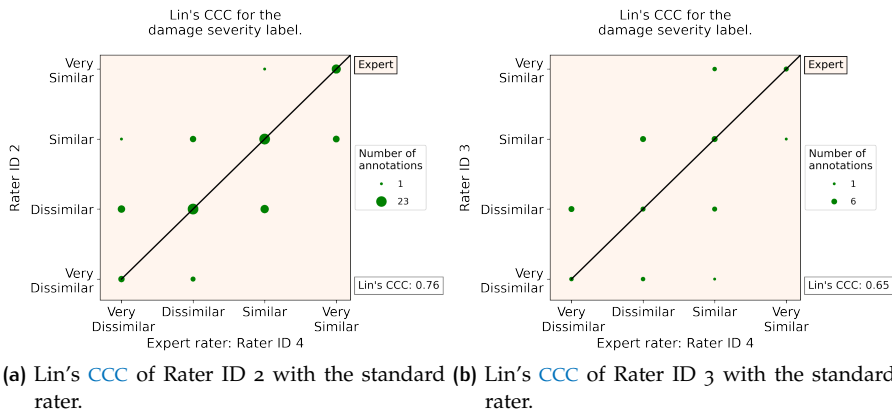 Lin's CCC for the
damage severity label.
Very
Similar
Similar
Dissimilar
Very
Dissimilar
Rater ID 2
Very
Dissimilar
Dissimilar
Similar
Very
Similar
Expert rater: Rater ID 4
Expert
Number of
annotations
1
23
Lin's CCC: 0.76
Lin's CCC for the
damage severity label.
Very
Similar
Similar
Dissimilar
Very
Dissimilar
Rater ID 3
Very
Dissimilar
Dissimilar
Similar
Very
Similar
Expert rater: Rater ID 4
Expert
Number of
annotations
1
6
Lin's CCC: 0.65
(a) Lin's CCC of Rater ID 2 with the standard
rater.
(b) Lin's CCC of Rater ID 3 with the standard
rater.